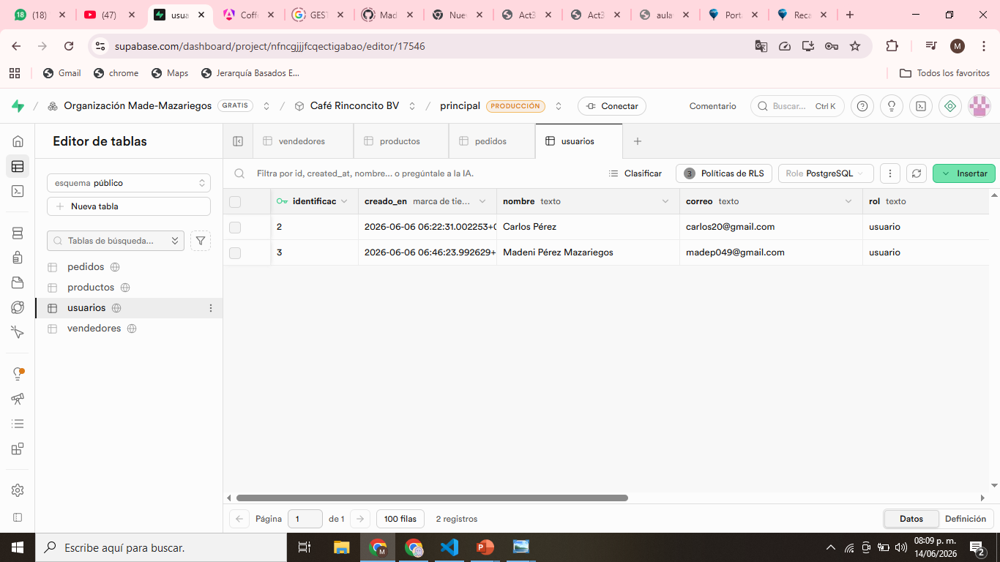 18 (18)
(47)
usua
Coffe
GEST
Mad
Nuev
Act3
Act3
aula
Porta
Reca
supabase.com/dashboard/project/nfncgjjjfcqectigabao/editor/17546
M
Gmail
chrome
Maps
Jerarquía Basados E...
Todos los favoritos
/ Organización Made-Mazariegos GRATIS / Café Rinconcito BV / principal PRODUCCIÓN Conectar
Comentario Buscar... Ctrl K
Editor de tablas
vendedores
productos
pedidos
usuarios
esquema público
Nueva tabla
Tablas de búsqueda...
pedidos
productos
usuarios
vendedores
Filtra por id, created_at, nombre... o pregúntale a la IA.
Clasificar
3 Políticas de RLS
Role PostgreSQL
Insertar
identificac creado_en marca de tie... nombre texto correo texto rol texto
2 2026-06-06 06:22:31.002253+0 Carlos Pérez carlos20@gmail.com usuario
3 2026-06-06 06:46:23.992629+ Madeni Pérez Mazariegos madep049@gmail.com usuario
Página 1 de 1 100 filas 2 registros
Datos Definición
Escribe aquí para buscar.
M
08:09 p. m.
14/06/2026
2